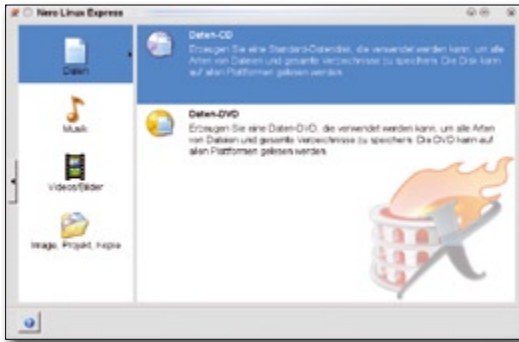 Nero Linux Express
Daten
Musik
Videos/Bilder
Image, Projekt, Kopie
Daten-CD
Erzeugen Sie eine Standard-Datendisk, die verwendet werden kann, um alle
Arten von Dateien und gesamte Verzeichnisse zu speichern. Die Disk kann
auf allen Plattformen gelesen werden.
Daten-DVD
Erzeugen Sie eine Daten-DVD, die verwendet werden kann, um alle Arten
von Dateien und gesamte Verzeichnisse zu speichern. Die DVD kann auf
allen Plattformen gelesen werden.